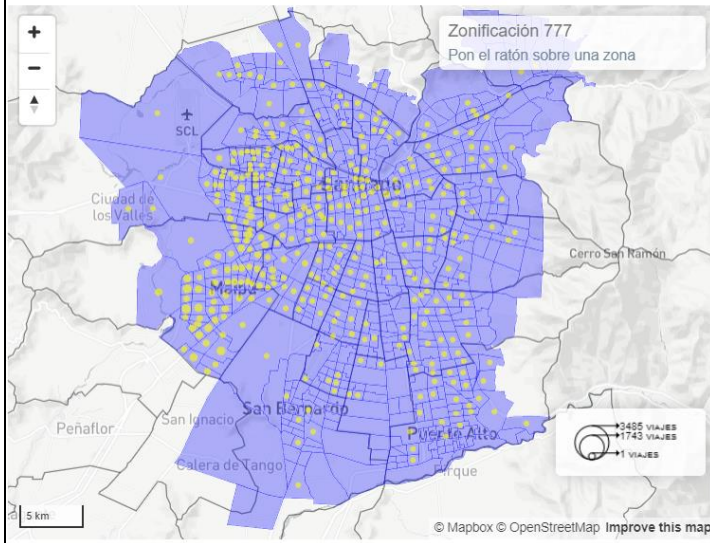 +
Zonificación 777
−
Pon el ratón sobre una zona
SCL
Santiago
Ciudad de
los Valles
Cerro San Ramón
Maipú
San Bernardo
3485 VIAJES
1743 VIAJES
1 VIAJES
Peñaflor
San Ignacio
Puente Alto
Calera de Tango
Pirque
5 km
© Mapbox © OpenStreetMap Improve this map